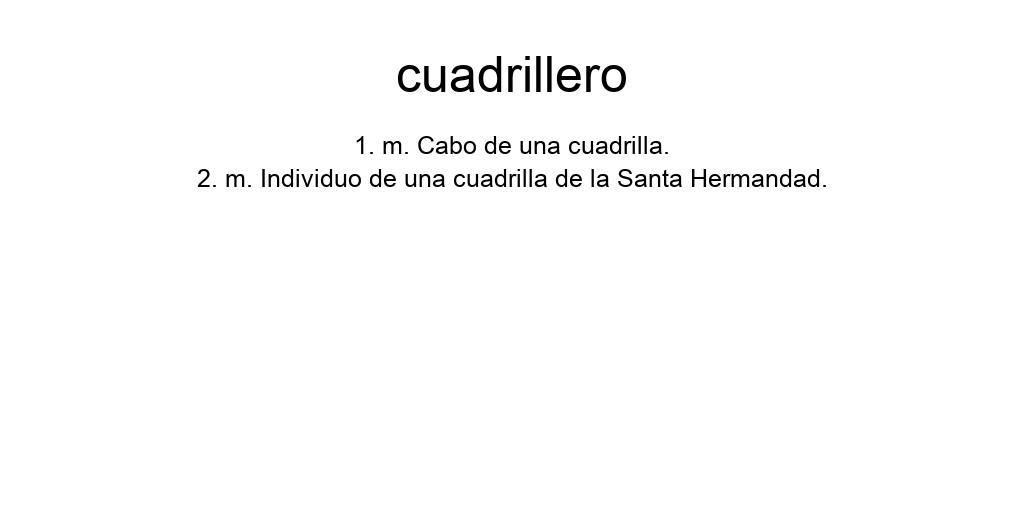 cuadrillero
1. m. Cabo de una cuadrilla.
2. m. Individuo de una cuadrilla de la Santa Hermandad.